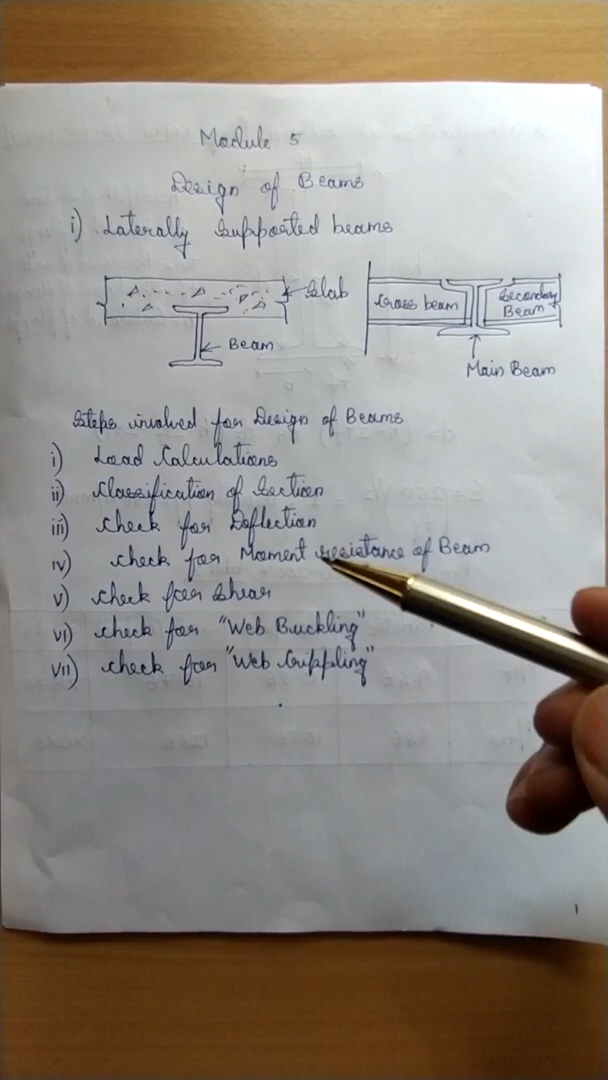 Module 5
Design of Beams
i) Laterally Supported beams
Slab
Beam
Cross beam
Secondary
Beam
Main Beam
Steps involved for Design of Beams
i) Load Calculations
ii) Classification of Section
iii) Check for Deflection
iv) Check for Moment resistance of Beam
v) Check for Shear
vi) Check for "Web Buckling"
vii) Check for "Web Crippling"
1